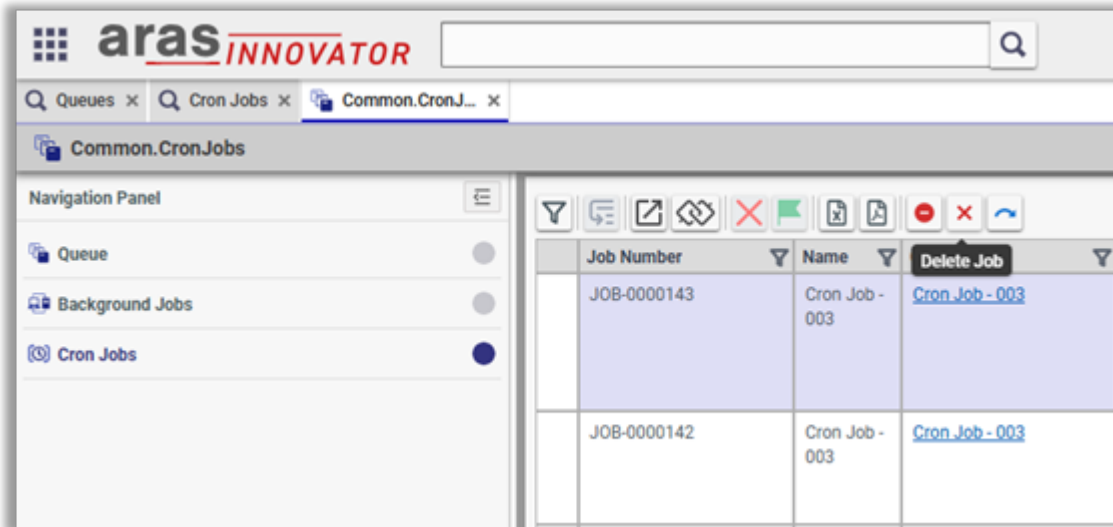 aras INNOVATOR
Queues × Cron Jobs × Common.CronJ... ×
Common.CronJobs
Navigation Panel
Queue
Background Jobs
Cron Jobs
Delete Job
Job Number Name
JOB-0000143 Cron Job - 003 Cron Job - 003
JOB-0000142 Cron Job - 003 Cron Job - 003